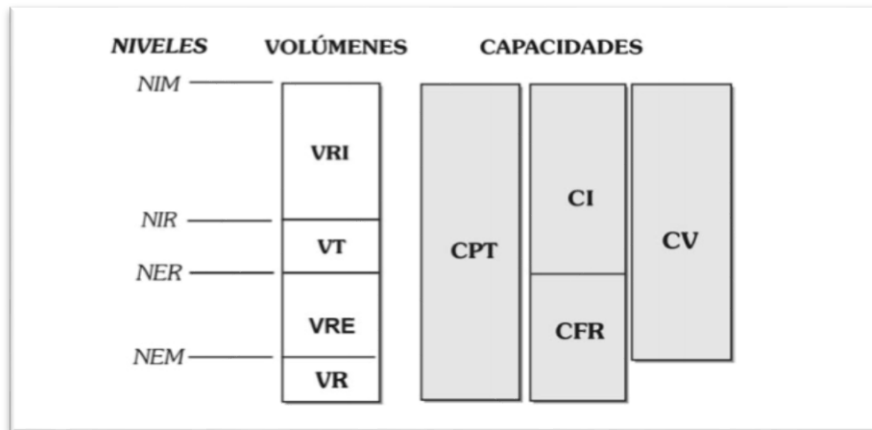 NIVELES VOLÚMENES CAPACIDADES
NIM
VRI
NIR
CI
VT
CPT
CV
NER
VRE
CFR
NEM
VR